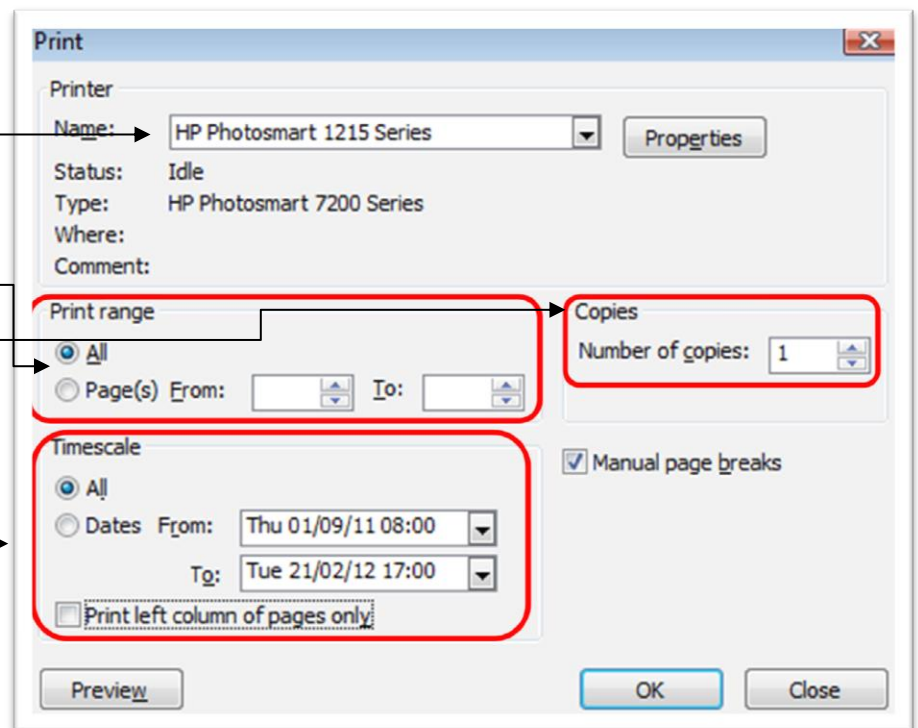 Print
Printer
Name: HP Photosmart 1215 Series Properties
Status: Idle
Type: HP Photosmart 7200 Series
Where:
Comment:
Print range
All
Page(s) From: To:
Copies
Number of copies: 1
Timescale
All
Dates From: Thu 01/09/11 08:00
To: Tue 21/02/12 17:00
Print left column of pages only
Manual page breaks
Preview OK Close